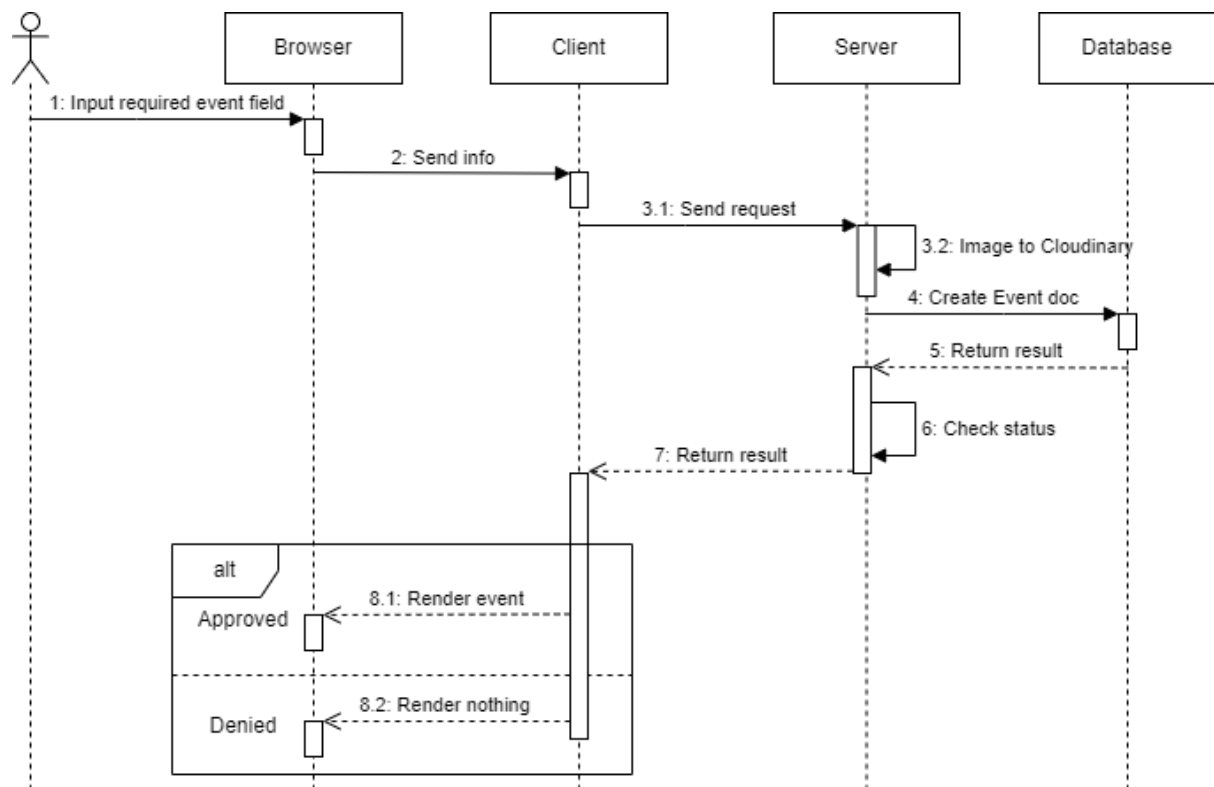 Browser
Client
Server
Database
1: Input required event field
2: Send info
3.1: Send request
3.2: Image to Cloudinary
4: Create Event doc
5: Return result
6: Check status
7: Return result
alt
8.1: Render event
Approved
8.2: Render nothing
Denied